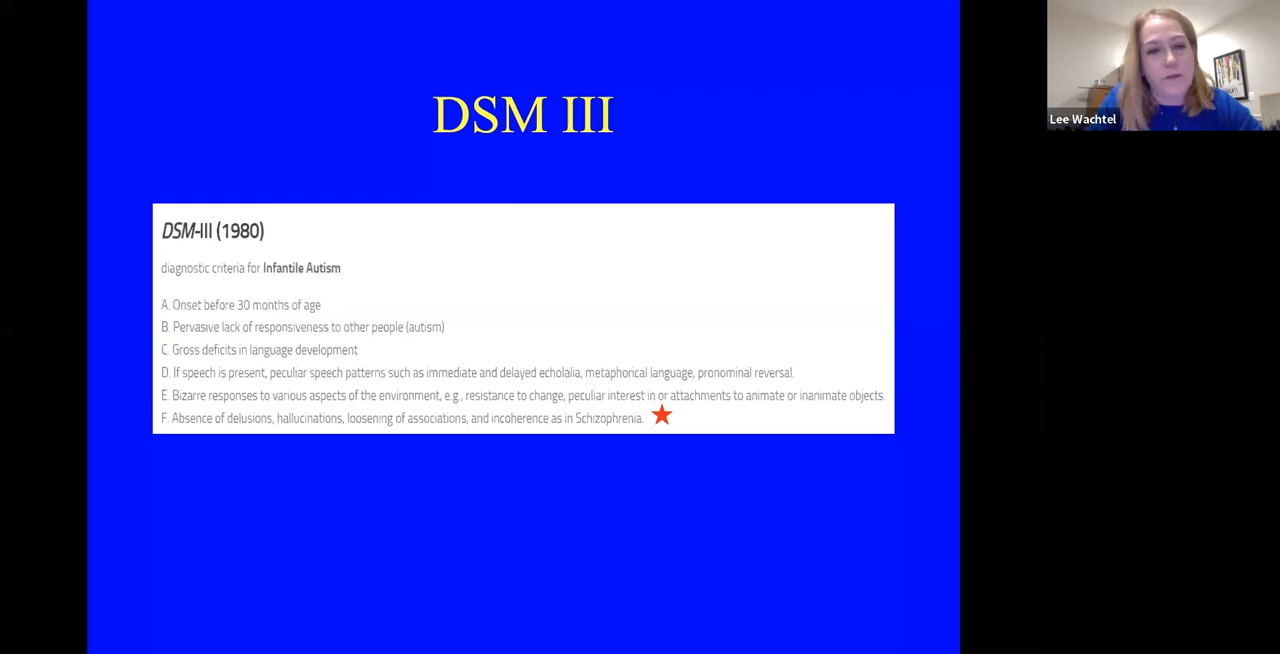 DSM III
Lee Wachtel
DSM-III (1980)
diagnostic criteria for Infantile Autism
A. Onset before 30 months of age
B. Pervasive lack of responsiveness to other people (autism)
C. Gross deficits in language development
D. If speech is present, peculiar speech patterns such as immediate and delayed echolalia, metaphorical language, pronominal reversal.
E. Bizarre responses to various aspects of the environment, e.g., resistance to change, peculiar interest in or attachments to animate or inanimate objects.
F. Absence of delusions, hallucinations, loosening of associations, and incoherence as in Schizophrenia.